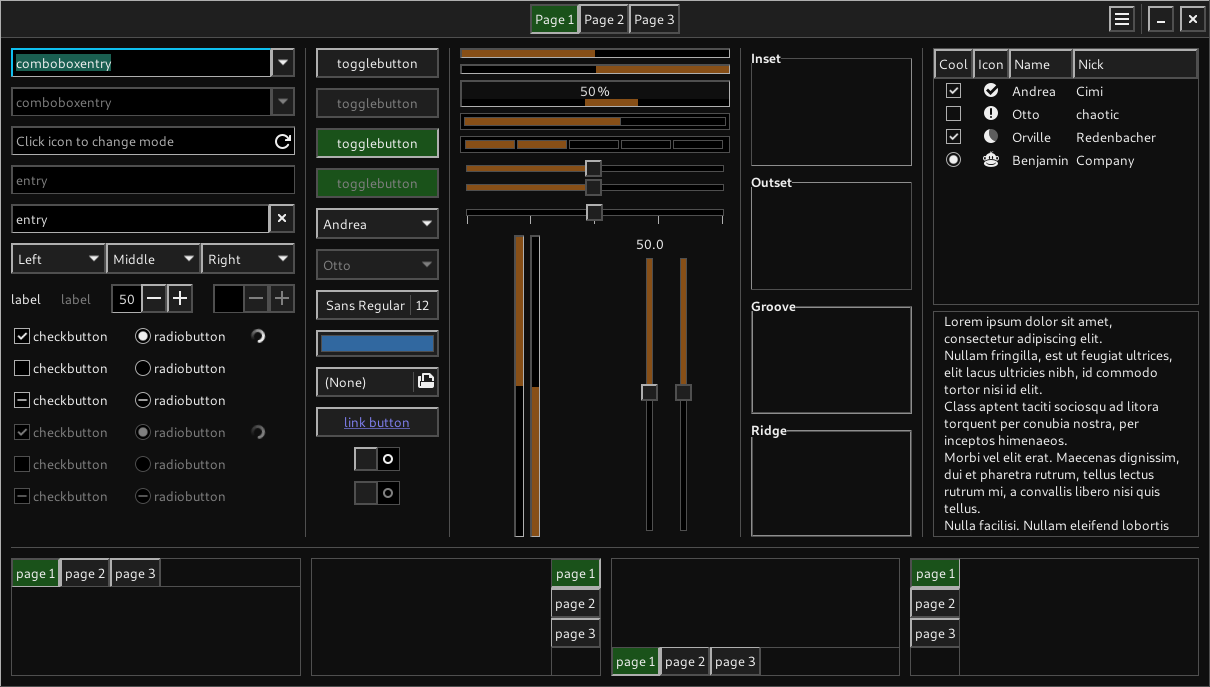 Page 1 Page 2 Page 3
comboboxentry
comboboxentry
Click icon to change mode
entry
entry
Left Middle Right
label label 50
checkbutton radiobutton
checkbutton radiobutton
checkbutton radiobutton
checkbutton radiobutton
checkbutton radiobutton
checkbutton radiobutton
togglebutton
togglebutton
togglebutton
togglebutton
Andrea
Otto
Sans Regular 12
(None)
link button
50 %
50.0
Inset
Outset
Groove
Ridge
Cool Icon Name Nick
Andrea Cimi
Otto chaotic
Orville Redenbacher
Benjamin Company
Lorem ipsum dolor sit amet,
consectetur adipiscing elit.
Nullam fringilla, est ut feugiat ultrices,
elit lacus ultricies nibh, id commodo
tortor nisi id elit.
Class aptent taciti sociosqu ad litora
torquent per conubia nostra, per
inceptos himenaeos.
Morbi vel elit erat. Maecenas dignissim,
dui et pharetra rutrum, tellus lectus
rutrum mi, a convallis libero nisi quis
tellus.
Nulla facilisi. Nullam eleifend lobortis
page 1 page 2 page 3
page 1
page 2
page 3
page 1 page 2 page 3
page 1
page 2
page 3